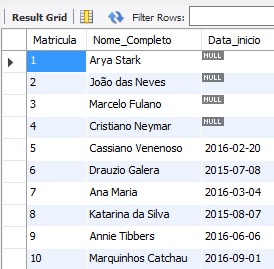 Result Grid Filter Rows:
Matricula Nome_Completo Data_inicio
1 Arya Stark NULL
2 João das Neves NULL
3 Marcelo Fulano NULL
4 Cristiano Neymar NULL
5 Cassiano Venenoso 2016-02-20
6 Drauzio Galera 2015-07-08
7 Ana Maria 2016-03-04
8 Katarina da Silva 2015-08-07
9 Annie Tibbers 2016-06-06
10 Marquinhos Catchau 2016-09-01